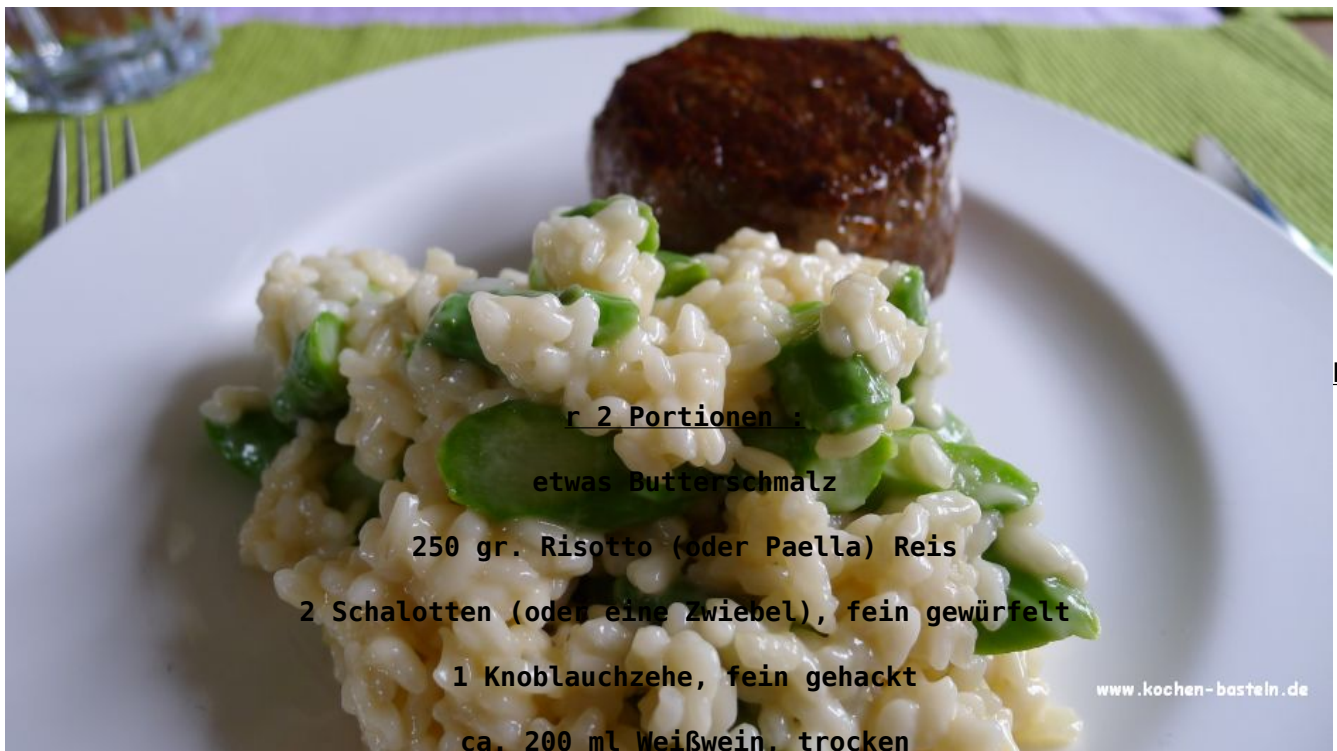 r 2 Portionen :
etwas Butterschmalz
250 gr. Risotto (oder Paella) Reis
2 Schalotten (oder eine Zwiebel), fein gewürfelt
1 Knoblauchzehe, fein gehackt
www.kochen-basteln.de
ca. 200 ml Weißwein, trocken